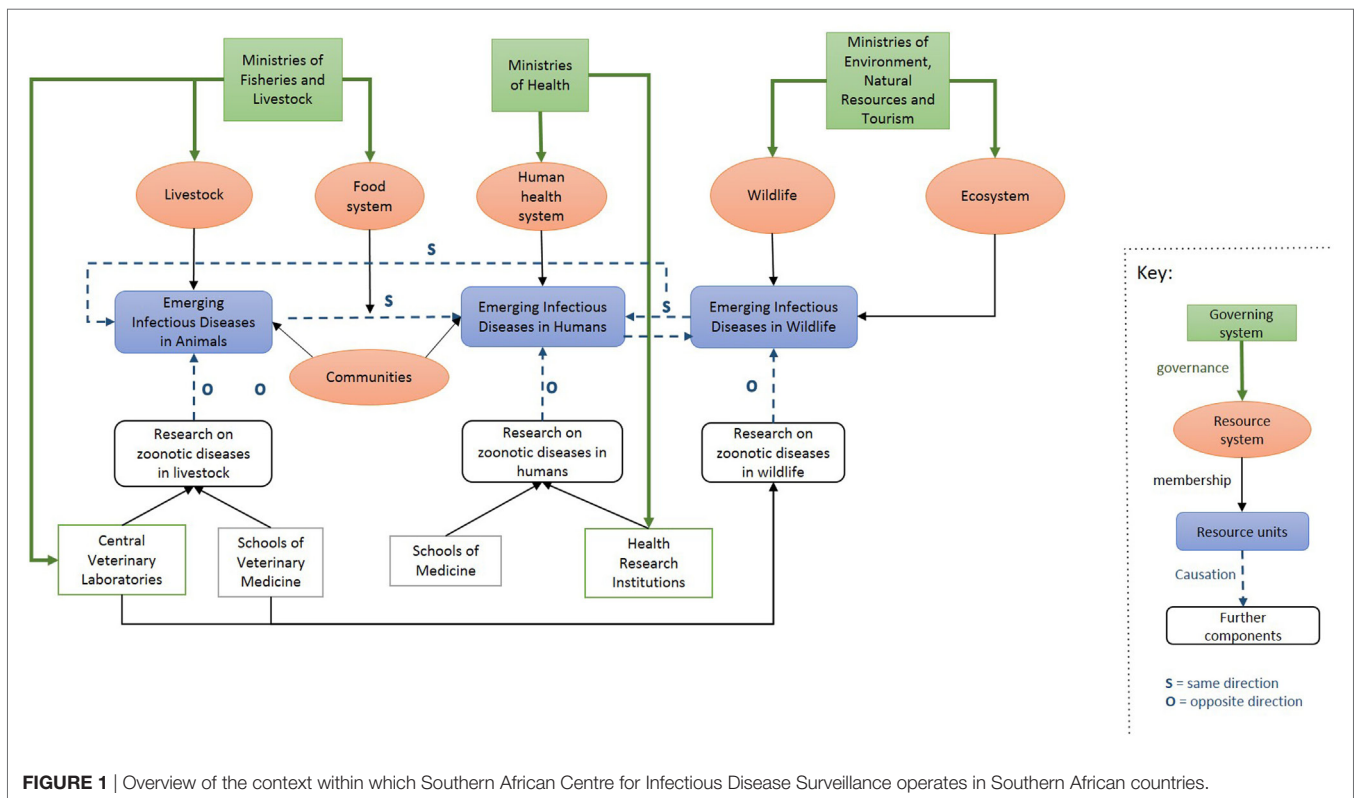 Ministries of
Fisheries and
Livestock
Ministries of
Health
Ministries of
Environment,
Natural
Resources and
Tourism
Livestock
Food
system
Human
health
system
Wildlife
Ecosystem
S
Emerging
Infectious Diseases
in Animals
S
Emerging Infectious
Diseases in Humans
S
Emerging Infectious
Diseases in Wildlife
Communities
O
O
O
O
Research on
zoonotic diseases
in livestock
Research on
zoonotic diseases in
humans
Research on
zoonotic diseases
in wildlife
Central
Veterinary
Laboratories
Schools of
Veterinary
Medicine
Schools of
Medicine
Health
Research
Institutions
Key:
Governing
system
governance
Resource
system
membership
Resource units
Causation
Further
components
S = same direction
O = opposite direction
FIGURE 1 | Overview of the context within which Southern African Centre for Infectious Disease Surveillance operates in Southern African countries.